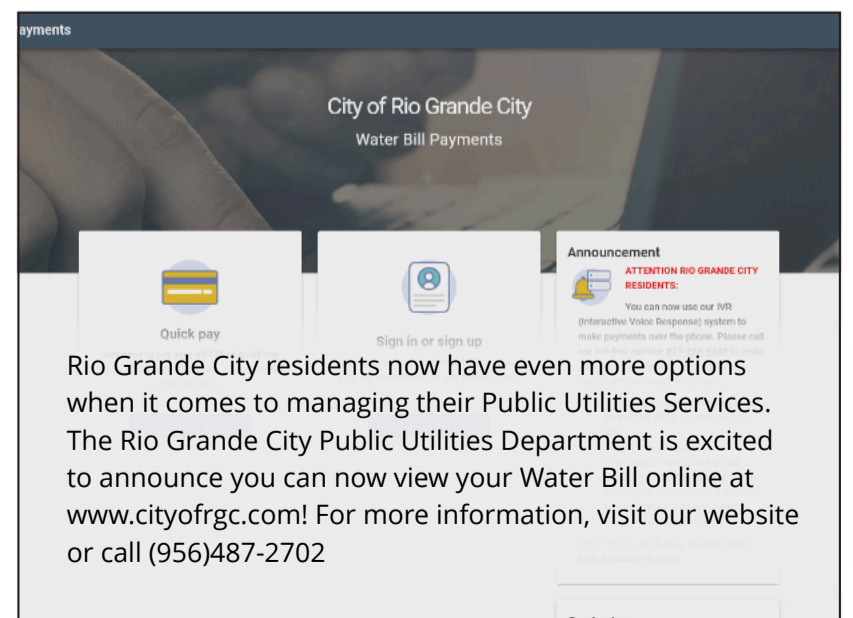 ayments
City of Rio Grande City
Water Bill Payments
Quick pay
Sign in or sign up
Announcement
ATTENTION RIO GRANDE CITY
RESIDENTS:
You can now use our IVR
(Interactive Voice Response) system to
make payments over the phone. Please call
Rio Grande City residents now have even more options
when it comes to managing their Public Utilities Services.
The Rio Grande City Public Utilities Department is excited
to announce you can now view your Water Bill online at
www.cityofrgc.com! For more information, visit our website
or call (956)487-2702